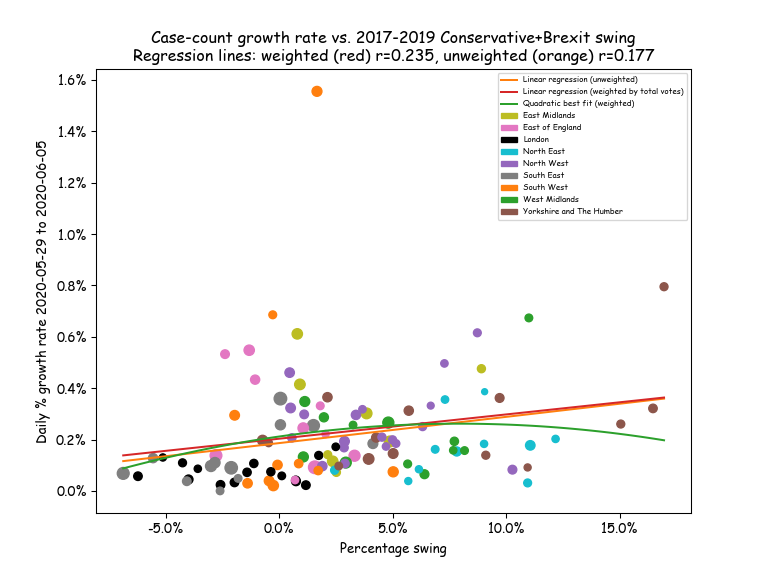 Case-count growth rate vs. 2017-2019 Conservative+Brexit swing
Regression lines: weighted (red) r=0.235, unweighted (orange) r=0.177
Daily % growth rate 2020-05-29 to 2020-06-05
1.6%
1.4%
1.2%
1.0%
0.8%
0.6%
0.4%
0.2%
0.0%
Linear regression (unweighted)
Linear regression (weighted by total votes)
Quadratic best fit (weighted)
East Midlands
East of England
London
North East
North West
South East
South West
West Midlands
Yorkshire and The Humber
-5.0% 0.0% 5.0% 10.0% 15.0%
Percentage swing